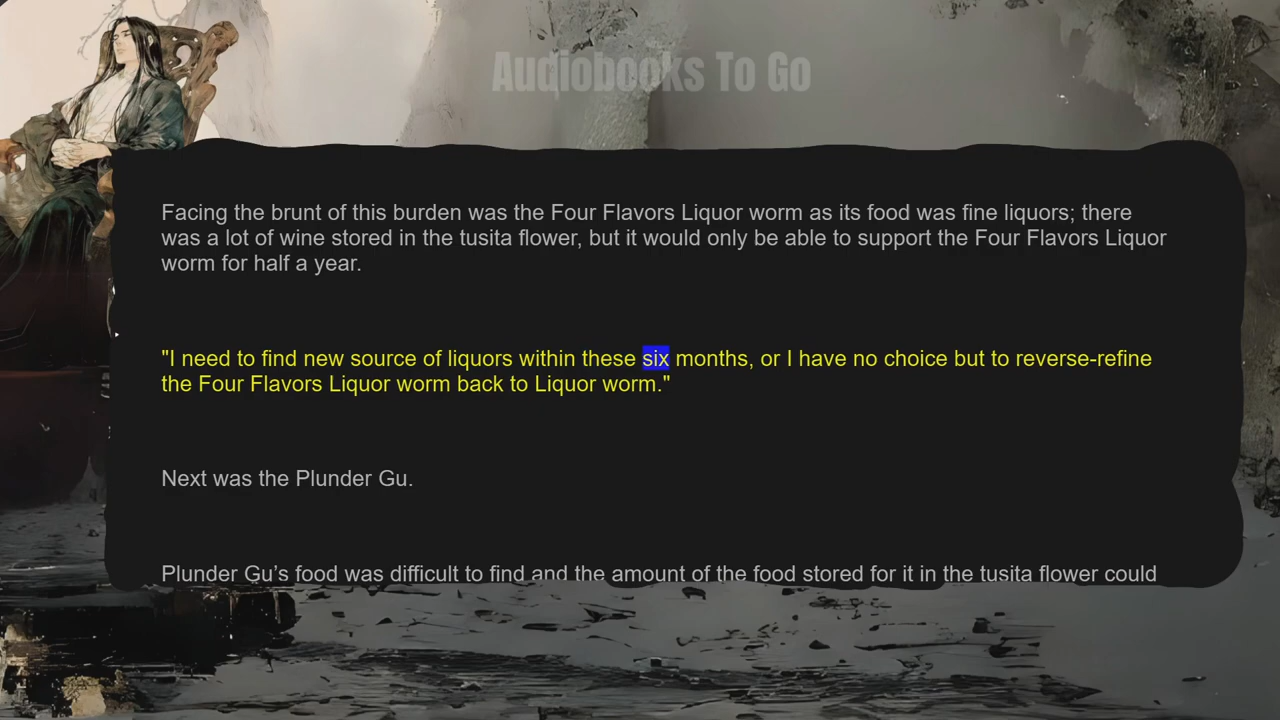 Audiobooks To Go
Facing the brunt of this burden was the Four Flavors Liquor worm as its food was fine liquors; there
was a lot of wine stored in the tusita flower, but it would only be able to support the Four Flavors Liquor
worm for half a year.
"I need to find new source of liquors within these six months, or I have no choice but to reverse-refine
the Four Flavors Liquor worm back to Liquor worm."
Next was the Plunder Gu.
Plunder Gu’s food was difficult to find and the amount of the food stored for it in the tusita flower could